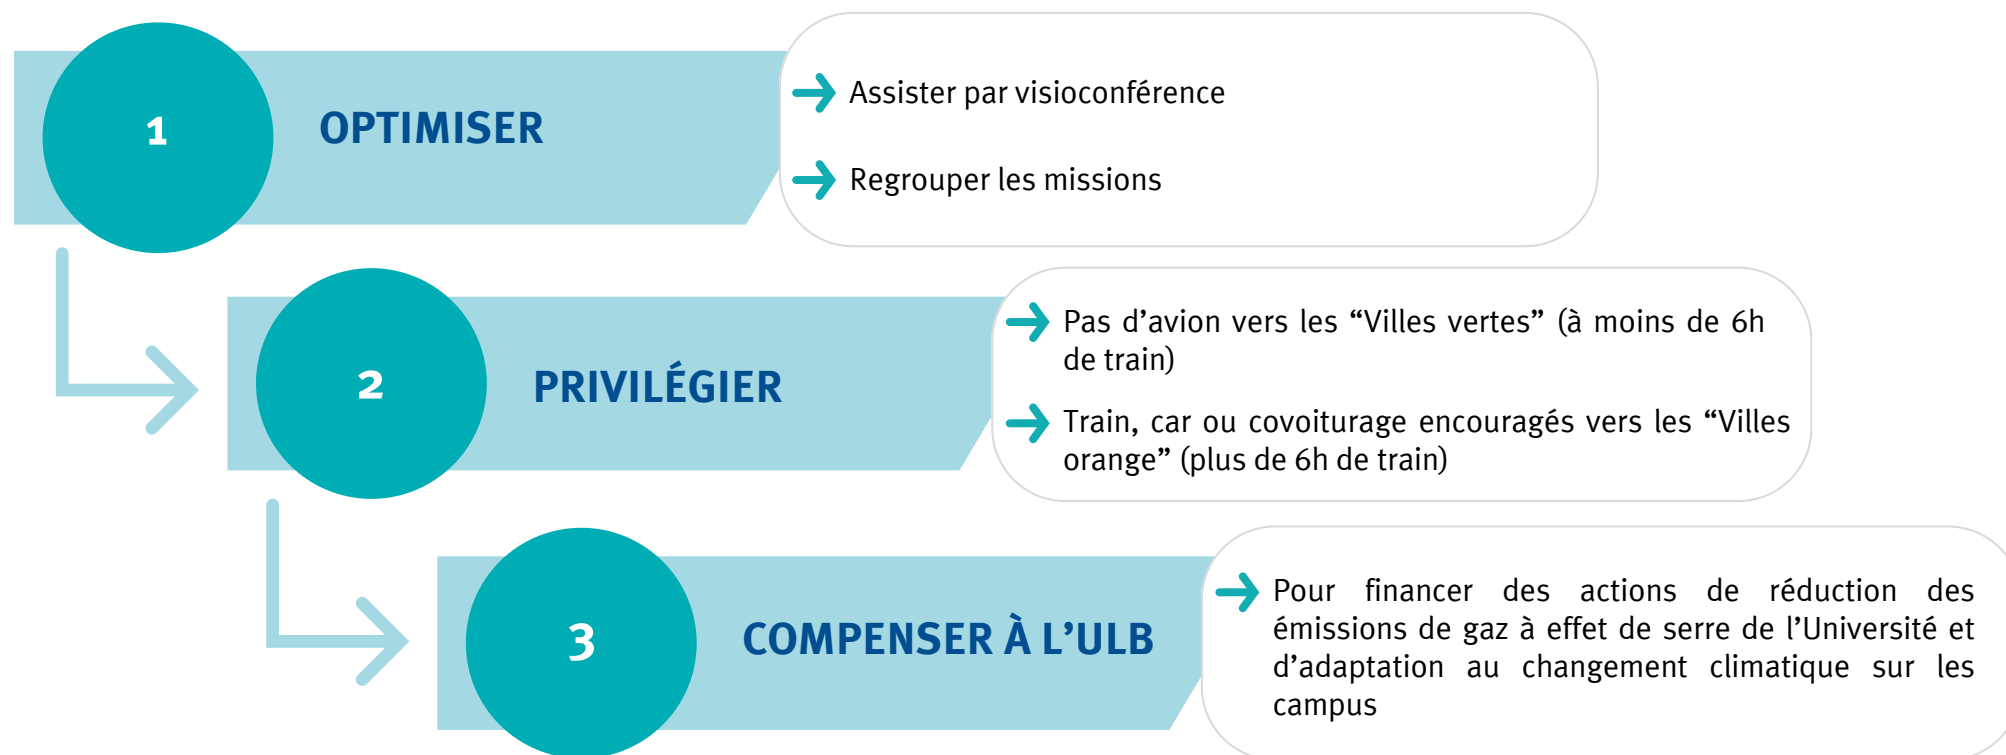 1
OPTIMISER
Assister par visioconférence
Regrouper les missions
2
PRIVILÉGIER
Pas d’avion vers les “Villes vertes” (à moins de 6h
de train)
Train, car ou covoiturage encouragés vers les “Villes
orange” (plus de 6h de train)
3
COMPENSER À L’ULB
Pour financer des actions de réduction des
émissions de gaz à effet de serre de l’Université et
d’adaptation au changement climatique sur les
campus